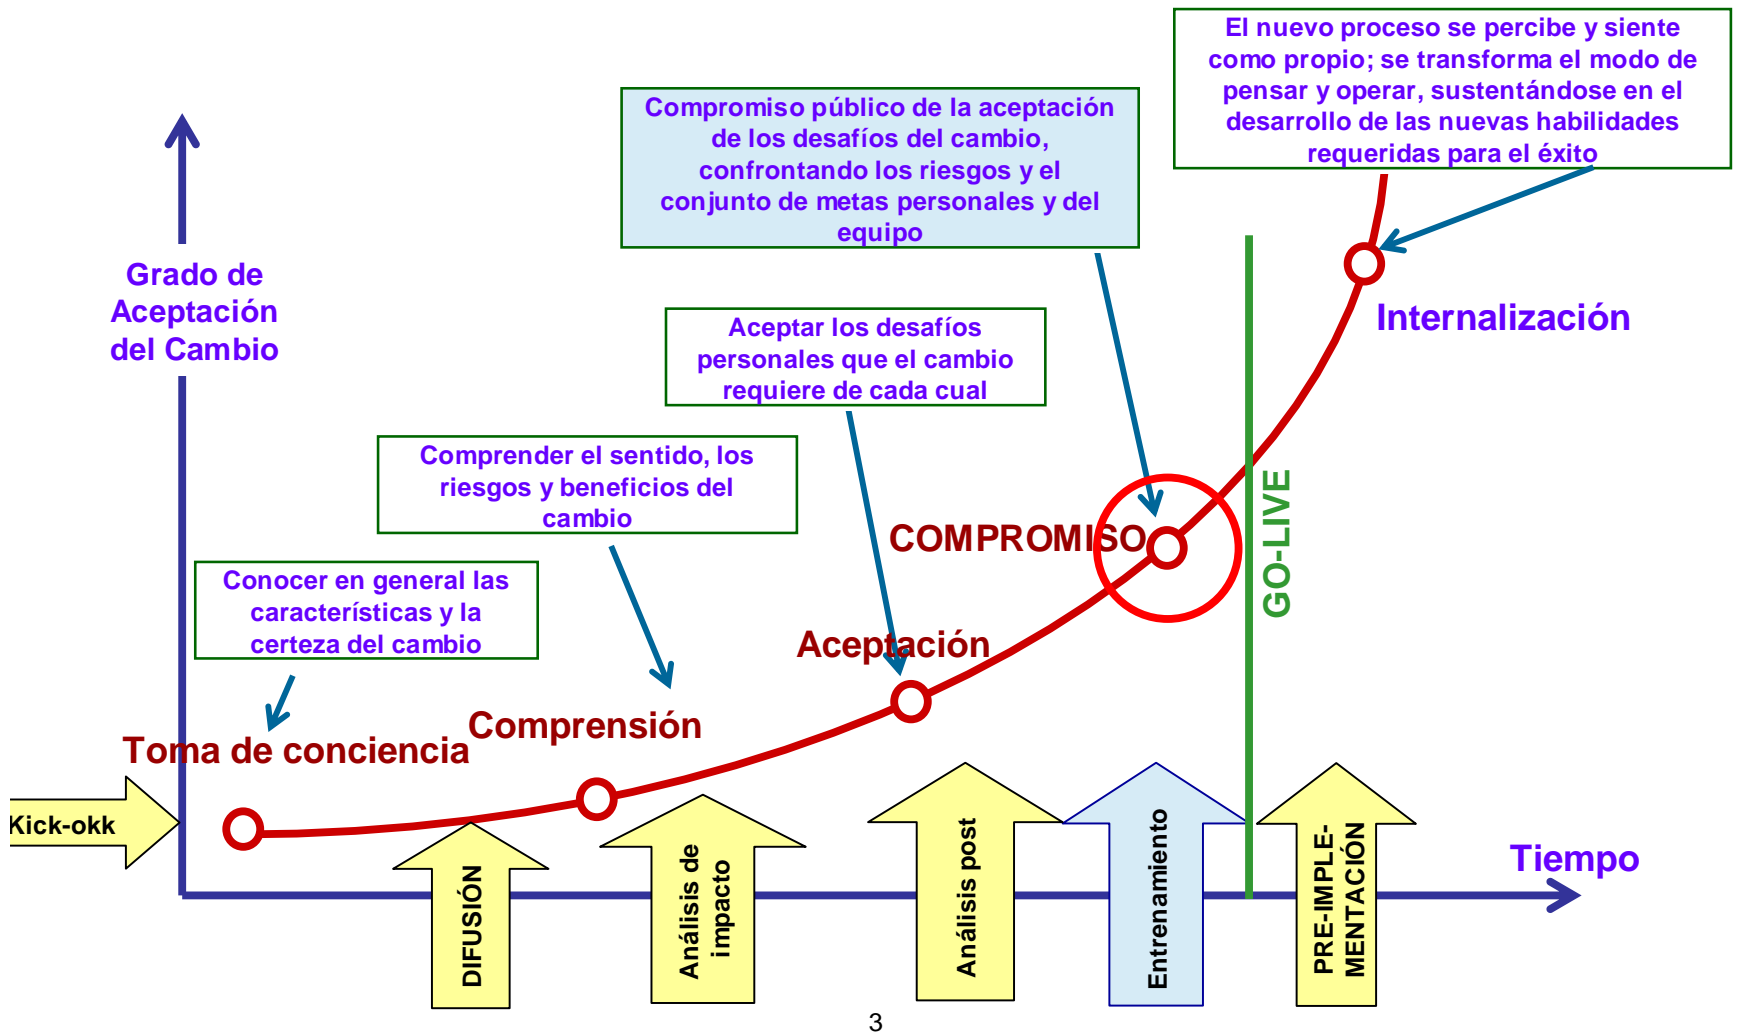 El nuevo proceso se percibe y siente
como propio; se transforma el modo de
pensar y operar, sustentándose en el
desarrollo de las nuevas habilidades
requeridas para el éxito
Compromiso público de la aceptación
de los desafíos del cambio,
confrontando los riesgos y el
conjunto de metas personales y del
equipo
Grado de
Aceptación
del Cambio
Internalización
Aceptar los desafíos
personales que el cambio
requiere de cada cual
Comprender el sentido, los
riesgos y beneficios del
cambio
COMPROMISO
GO-LIVE
Conocer en general las
características y la
certeza del cambio
Aceptación
Comprensión
Toma de conciencia
Kick-okk
Tiempo
DIFUSIÓN
Análisis de
impacto
Análisis post
Entrenamiento
PRE-IMPLE-
MENTACIÓN
3